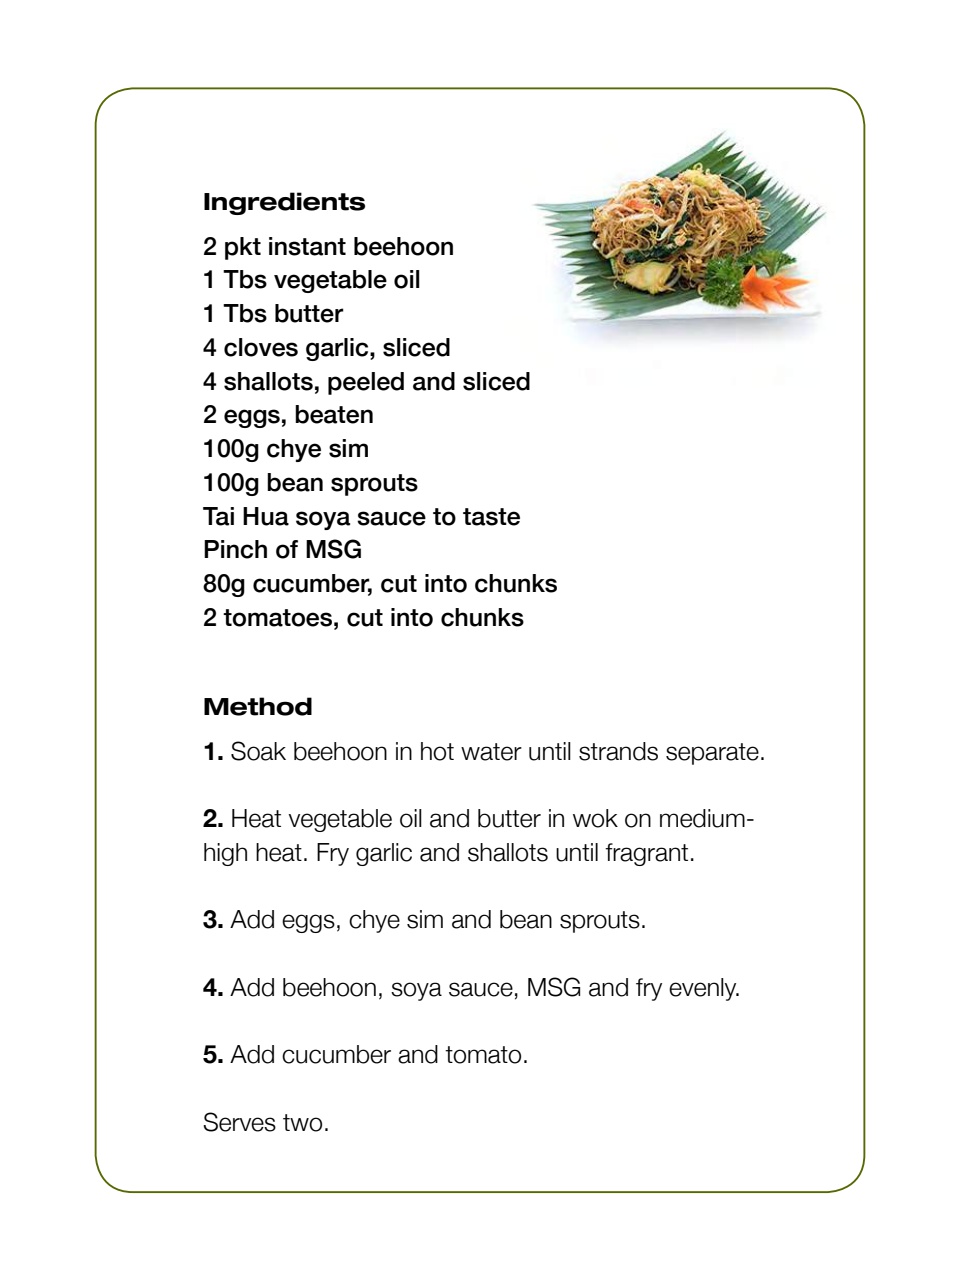 Ingredients
2 pkt instant beehoon
1 Tbs vegetable oil
1 Tbs butter
4 cloves garlic, sliced
4 shallots, peeled and sliced
2 eggs, beaten
100g chye sim
100g bean sprouts
Tai Hua soya sauce to taste
Pinch of MSG
80g cucumber, cut into chunks
2 tomatoes, cut into chunks
Method
1. Soak beehoon in hot water until strands separate.
2. Heat vegetable oil and butter in wok on medium-
high heat. Fry garlic and shallots until fragrant.
3. Add eggs, chye sim and bean sprouts.
4. Add beehoon, soya sauce, MSG and fry evenly.
5. Add cucumber and tomato.
Serves two.